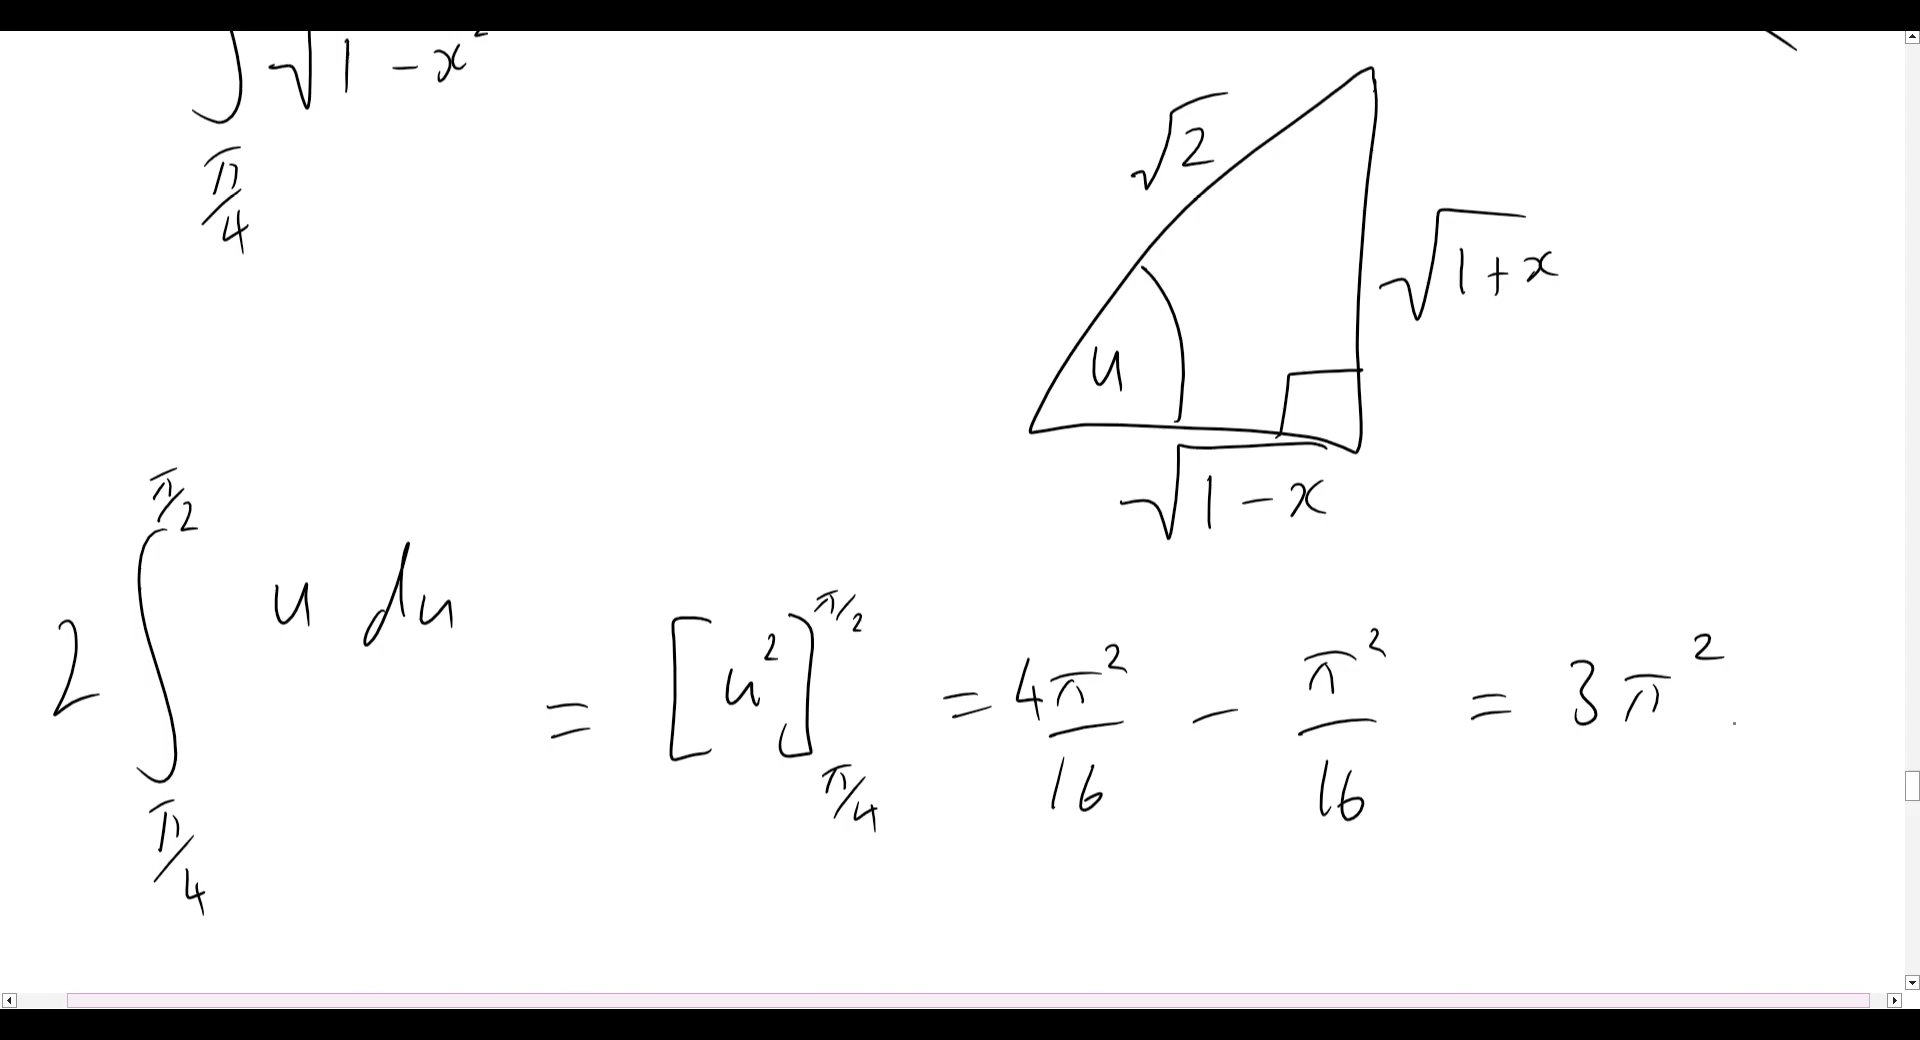 ∫ √1 - x²
π/4
√2
√1+x
u
√1-x
2 ∫_{π/4}^{π/2} u du = [u²]_{π/4}^{π/2} = 4π²/16 - π²/16 = 3π²